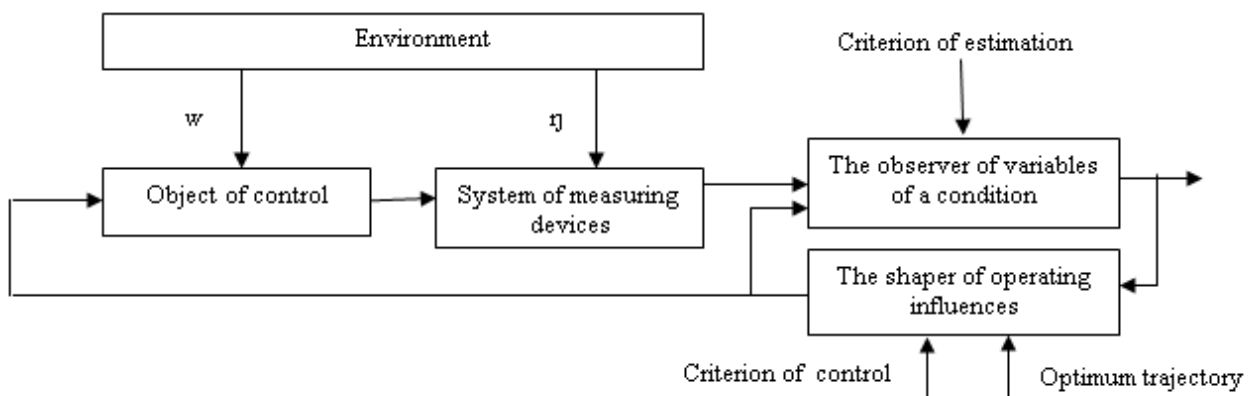 Environment
Criterion of estimation
w
η
Object of control
System of measuring
devices
The observer of variables
of a condition
The shaper of operating
influences
Criterion of control
Optimum trajectory